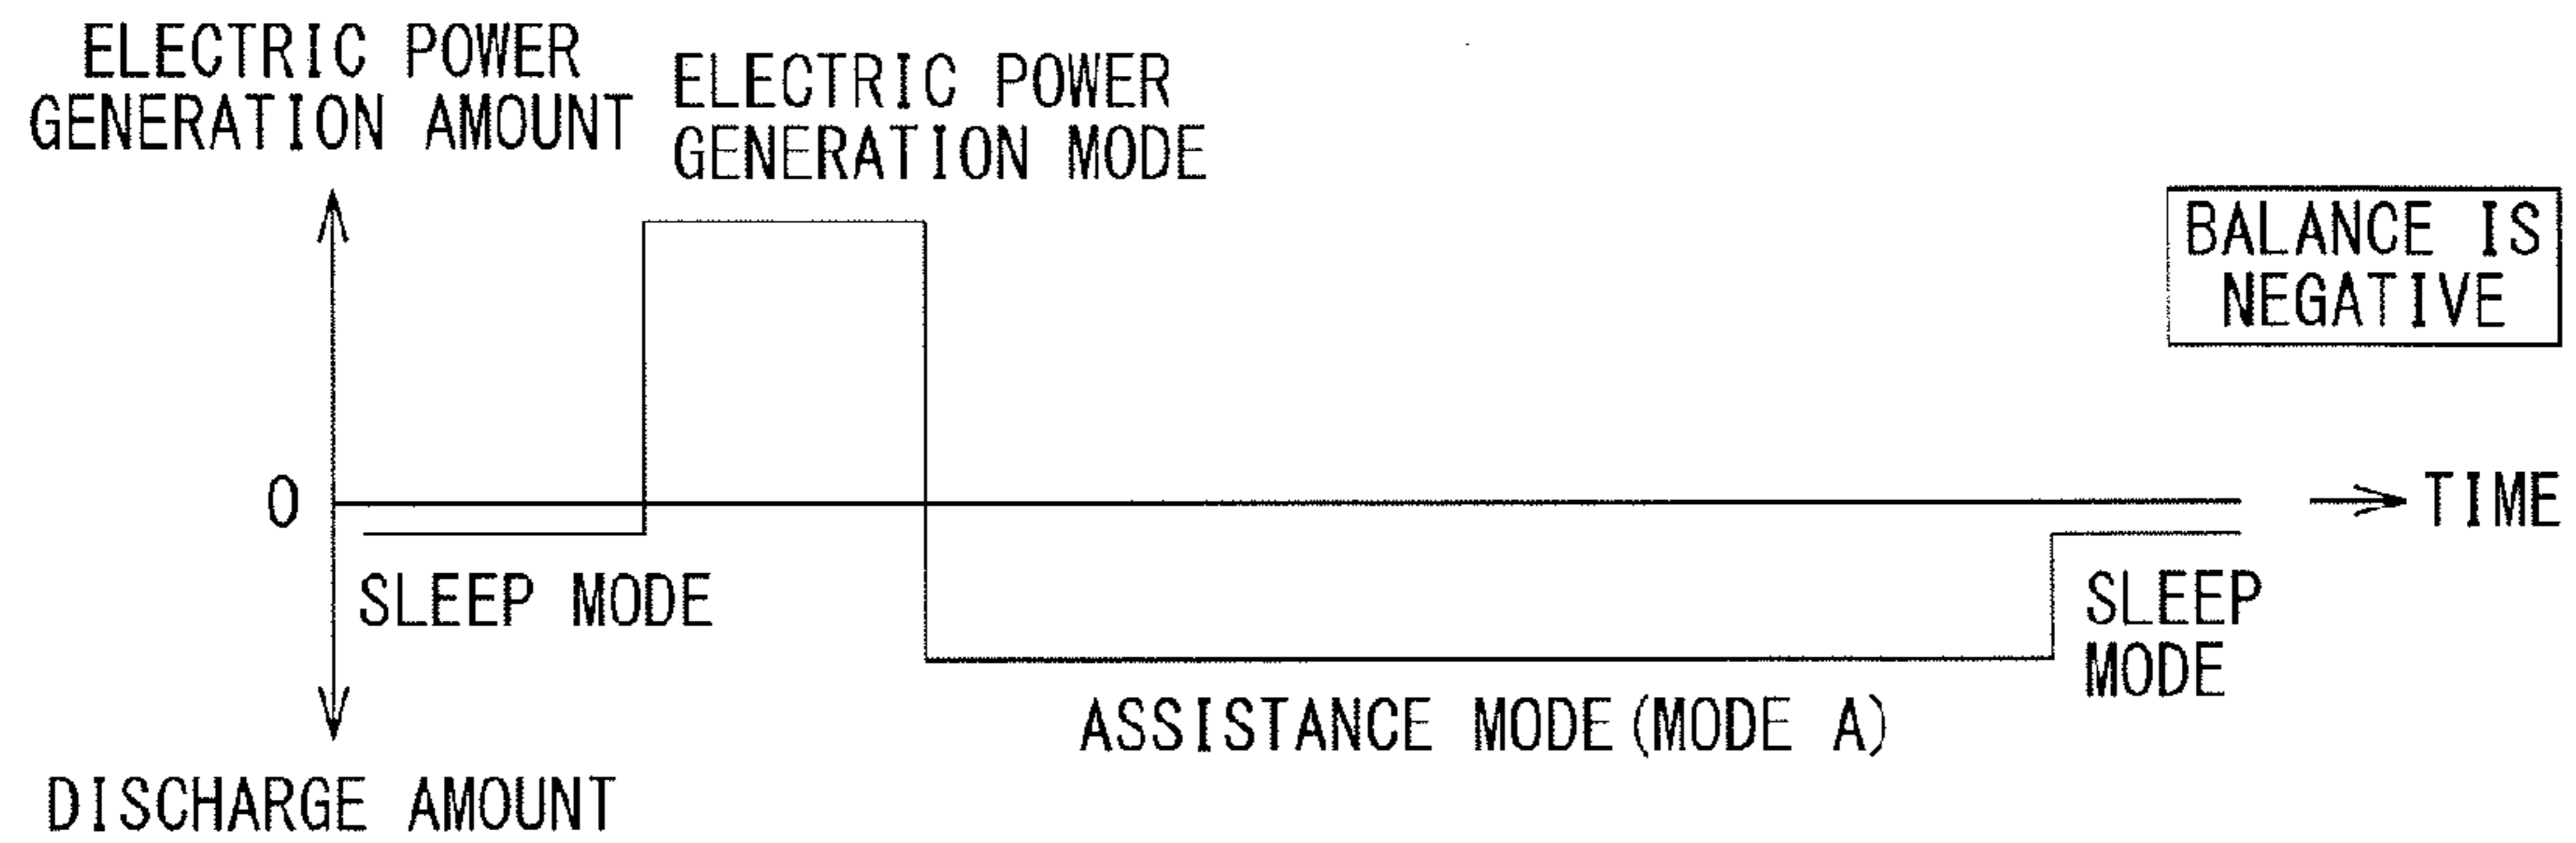 ELECTRIC POWER
GENERATION AMOUNT
ELECTRIC POWER
GENERATION MODE
BALANCE IS
NEGATIVE
0
TIME
SLEEP MODE
SLEEP
MODE
ASSISTANCE MODE(MODE A)
DISCHARGE AMOUNT